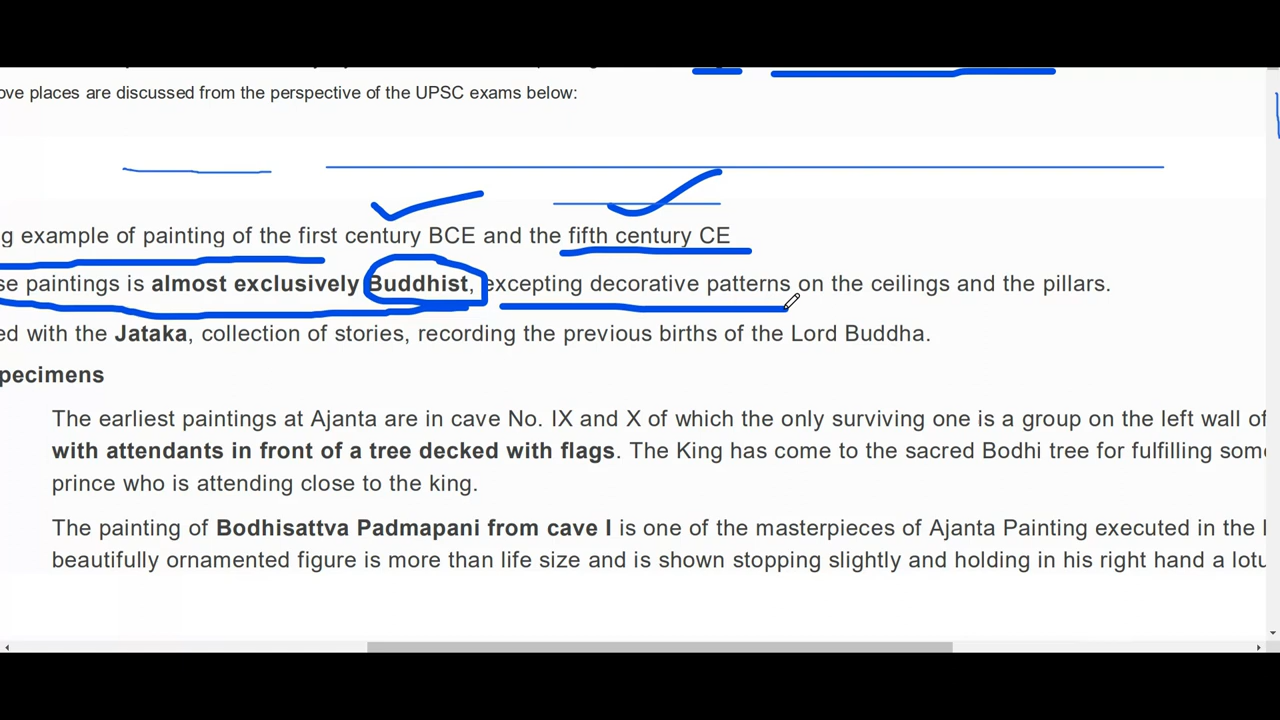 ove places are discussed from the perspective of the UPSC exams below:
g example of painting of the first century BCE and the fifth century CE
se paintings is almost exclusively Buddhist, excepting decorative patterns on the ceilings and the pillars.
ed with the Jataka, collection of stories, recording the previous births of the Lord Buddha.
pecimens
The earliest paintings at Ajanta are in cave No. IX and X of which the only surviving one is a group on the left wall of
with attendants in front of a tree decked with flags. The King has come to the sacred Bodhi tree for fulfilling som
prince who is attending close to the king.
The painting of Bodhisattva Padmapani from cave I is one of the masterpieces of Ajanta Painting executed in the
beautifully ornamented figure is more than life size and is shown stopping slightly and holding in his right hand a lotu